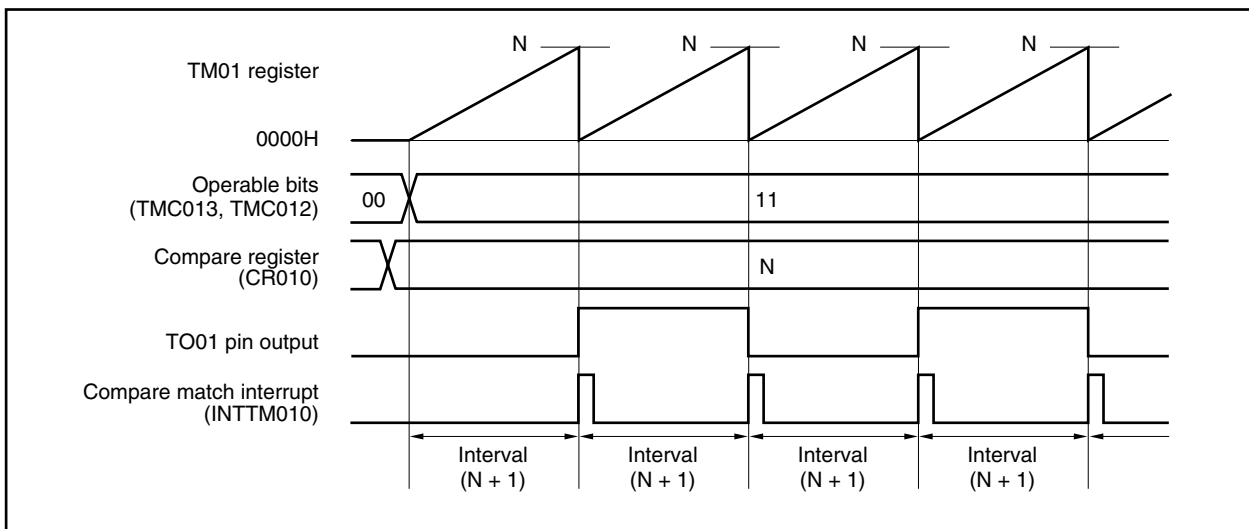 N N N N
TM01 register
0000H
Operable bits
(TMC013, TMC012)
00 11
Compare register
(CR010)
N
TO01 pin output
Compare match interrupt
(INTTM010)
Interval Interval Interval Interval
(N + 1) (N + 1) (N + 1) (N + 1)